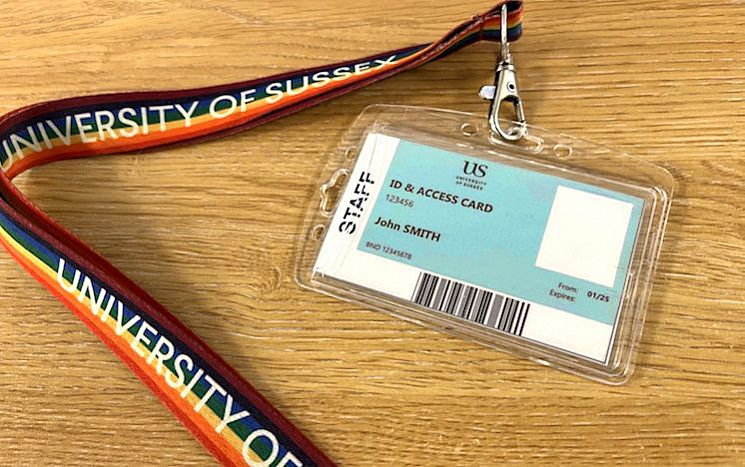 UNIVERSITY OF SUSSEX
UNIVERSITY OF
STAFF
US
UNIVERSITY
OF SUSSEX
ID & ACCESS CARD
123456
John SMITH
BNO 12345678
From: 01/25
Expires: